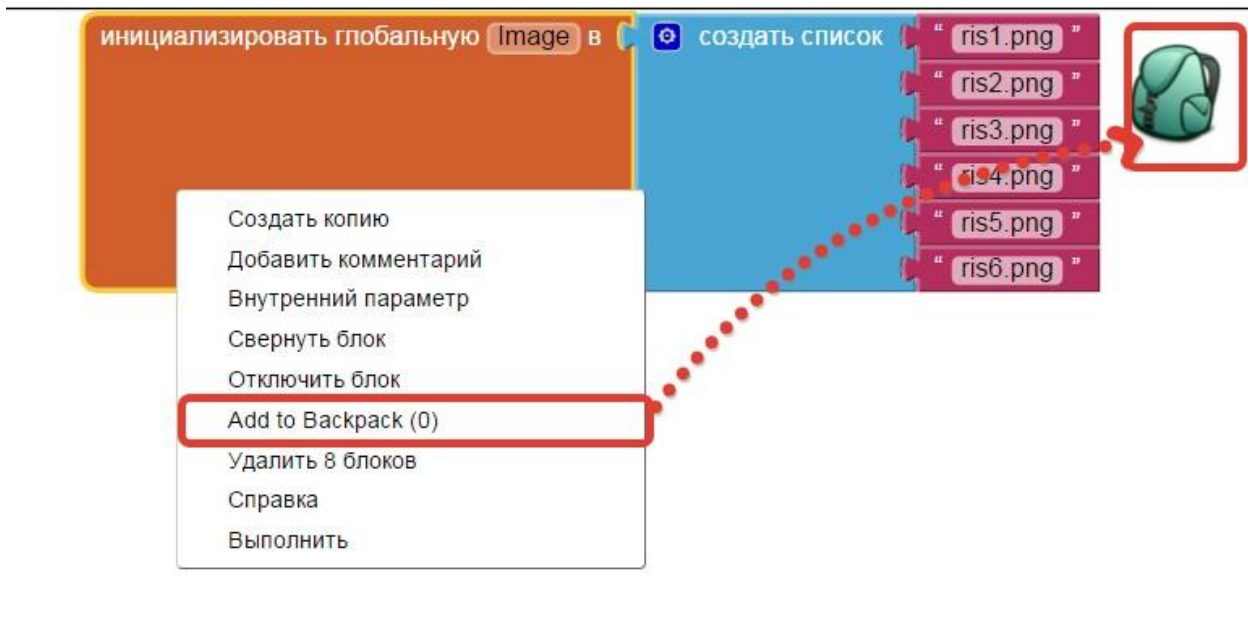 инициализировать глобальную Image в создать список " ris1.png "
" ris2.png "
" ris3.png "
" ris4.png "
" ris5.png "
" ris6.png "
Создать копию
Добавить комментарий
Внутренний параметр
Свернуть блок
Отключить блок
Add to Backpack (0)
Удалить 8 блоков
Справка
Выполнить